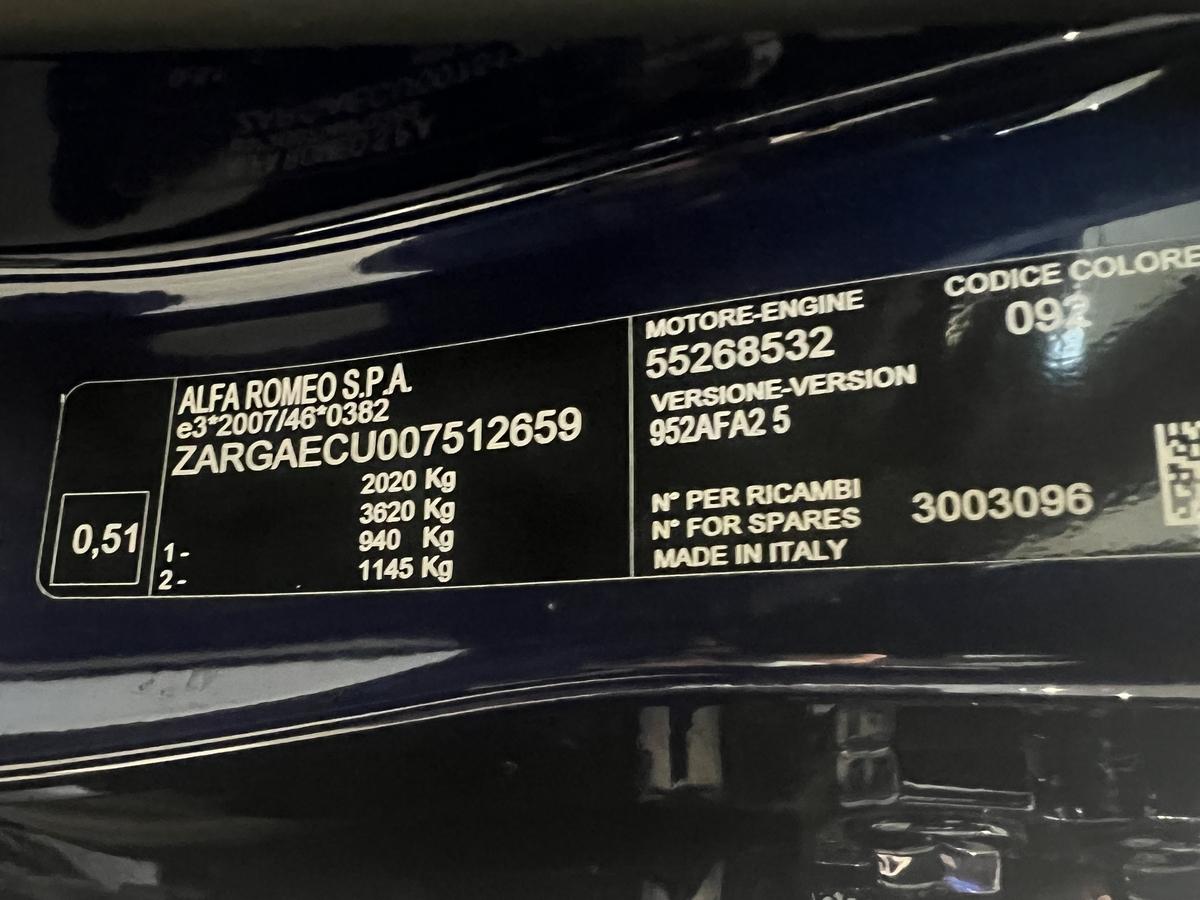 ALFA ROMEO S.P.A.
e3*2007/46*0382
ZARGAECU007512659
2020 Kg
3620 Kg
1- 940 Kg
2- 1145 Kg
0,51
MOTORE-ENGINE
55268532
VERSIONE-VERSION
952AFA2 5
N° PER RICAMBI
N° FOR SPARES
3003096
MADE IN ITALY
CODICE COLORE